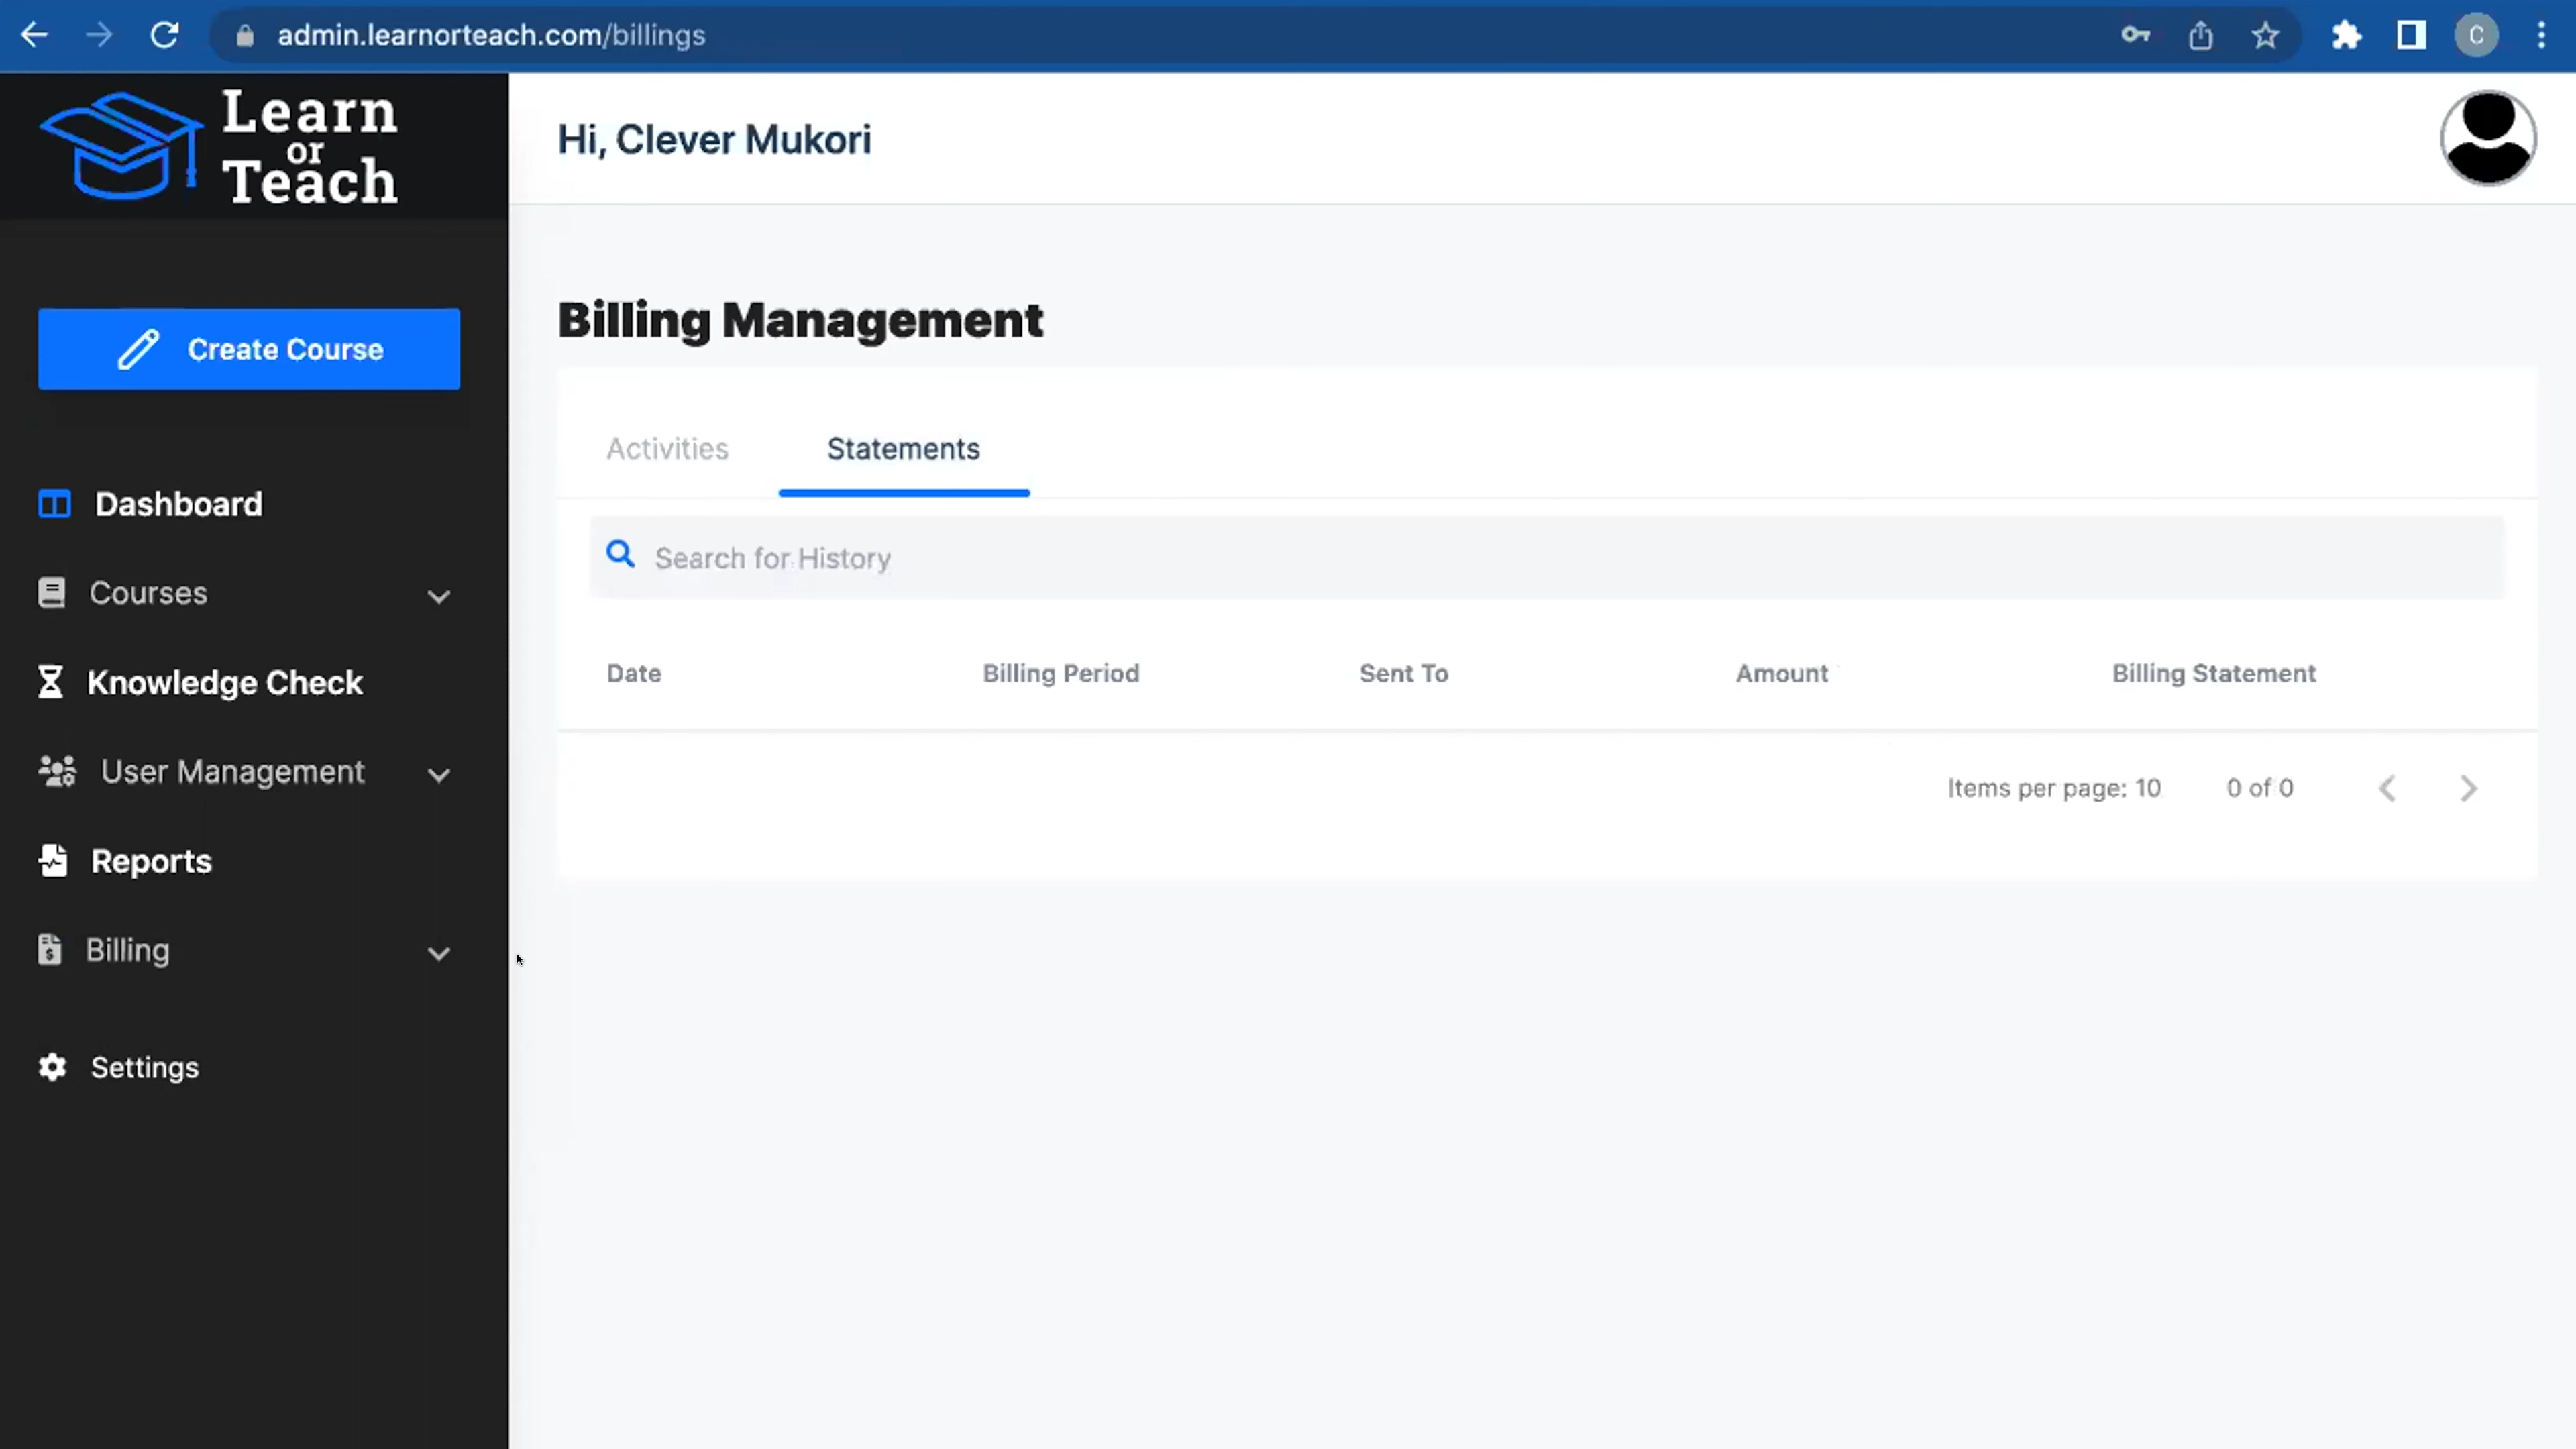 admin.learnorteach.com/billings
C
Learn
or
Teach
Hi, Clever Mukori
Create Course
Dashboard
Courses
Knowledge Check
User Management
Reports
Billing
Settings
Billing Management
Activities Statements
Search for History
Date Billing Period Sent To Amount Billing Statement
Items per page: 10 0 of 0